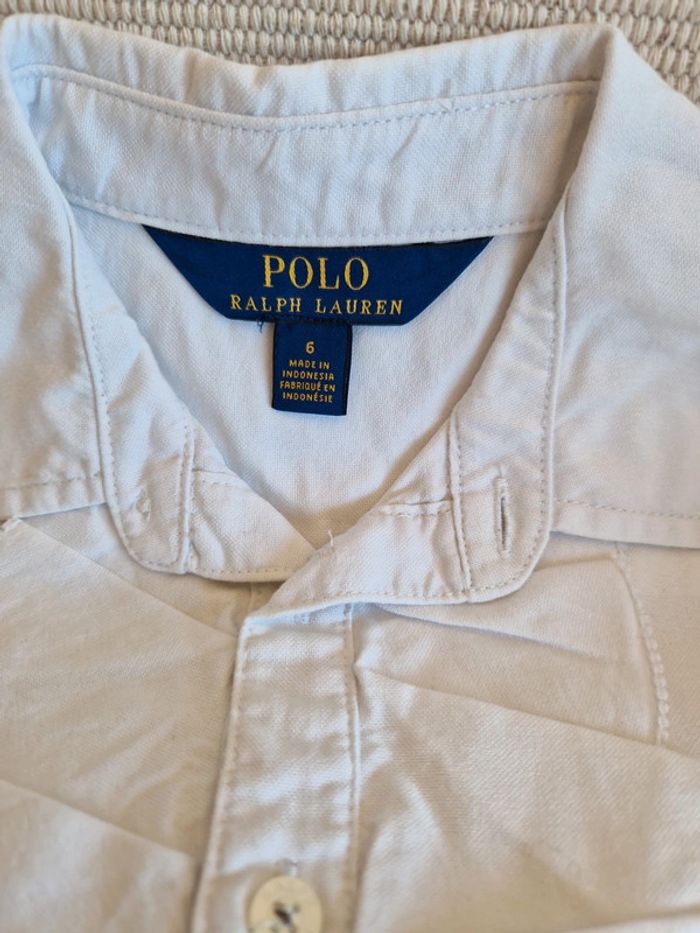 POLO
RALPH LAUREN
6
MADE IN
INDONESIA
FABRIQUÉ EN
INDONÉSIE